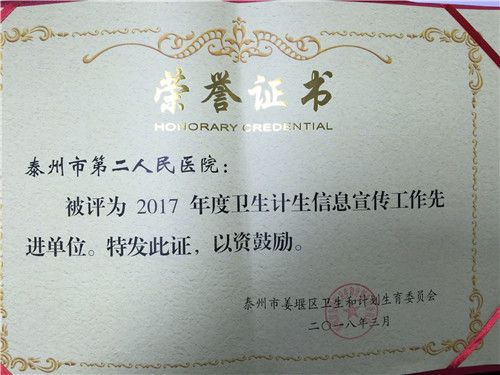 荣誉证书
HONORARY CREDENTIAL
泰州市第二人民医院：
被评为 2017 年度卫生计生信息宣传工作先
进单位。特发此证，以资鼓励。
泰州市姜堰区卫生和计划生育委员会
二〇一八年三月